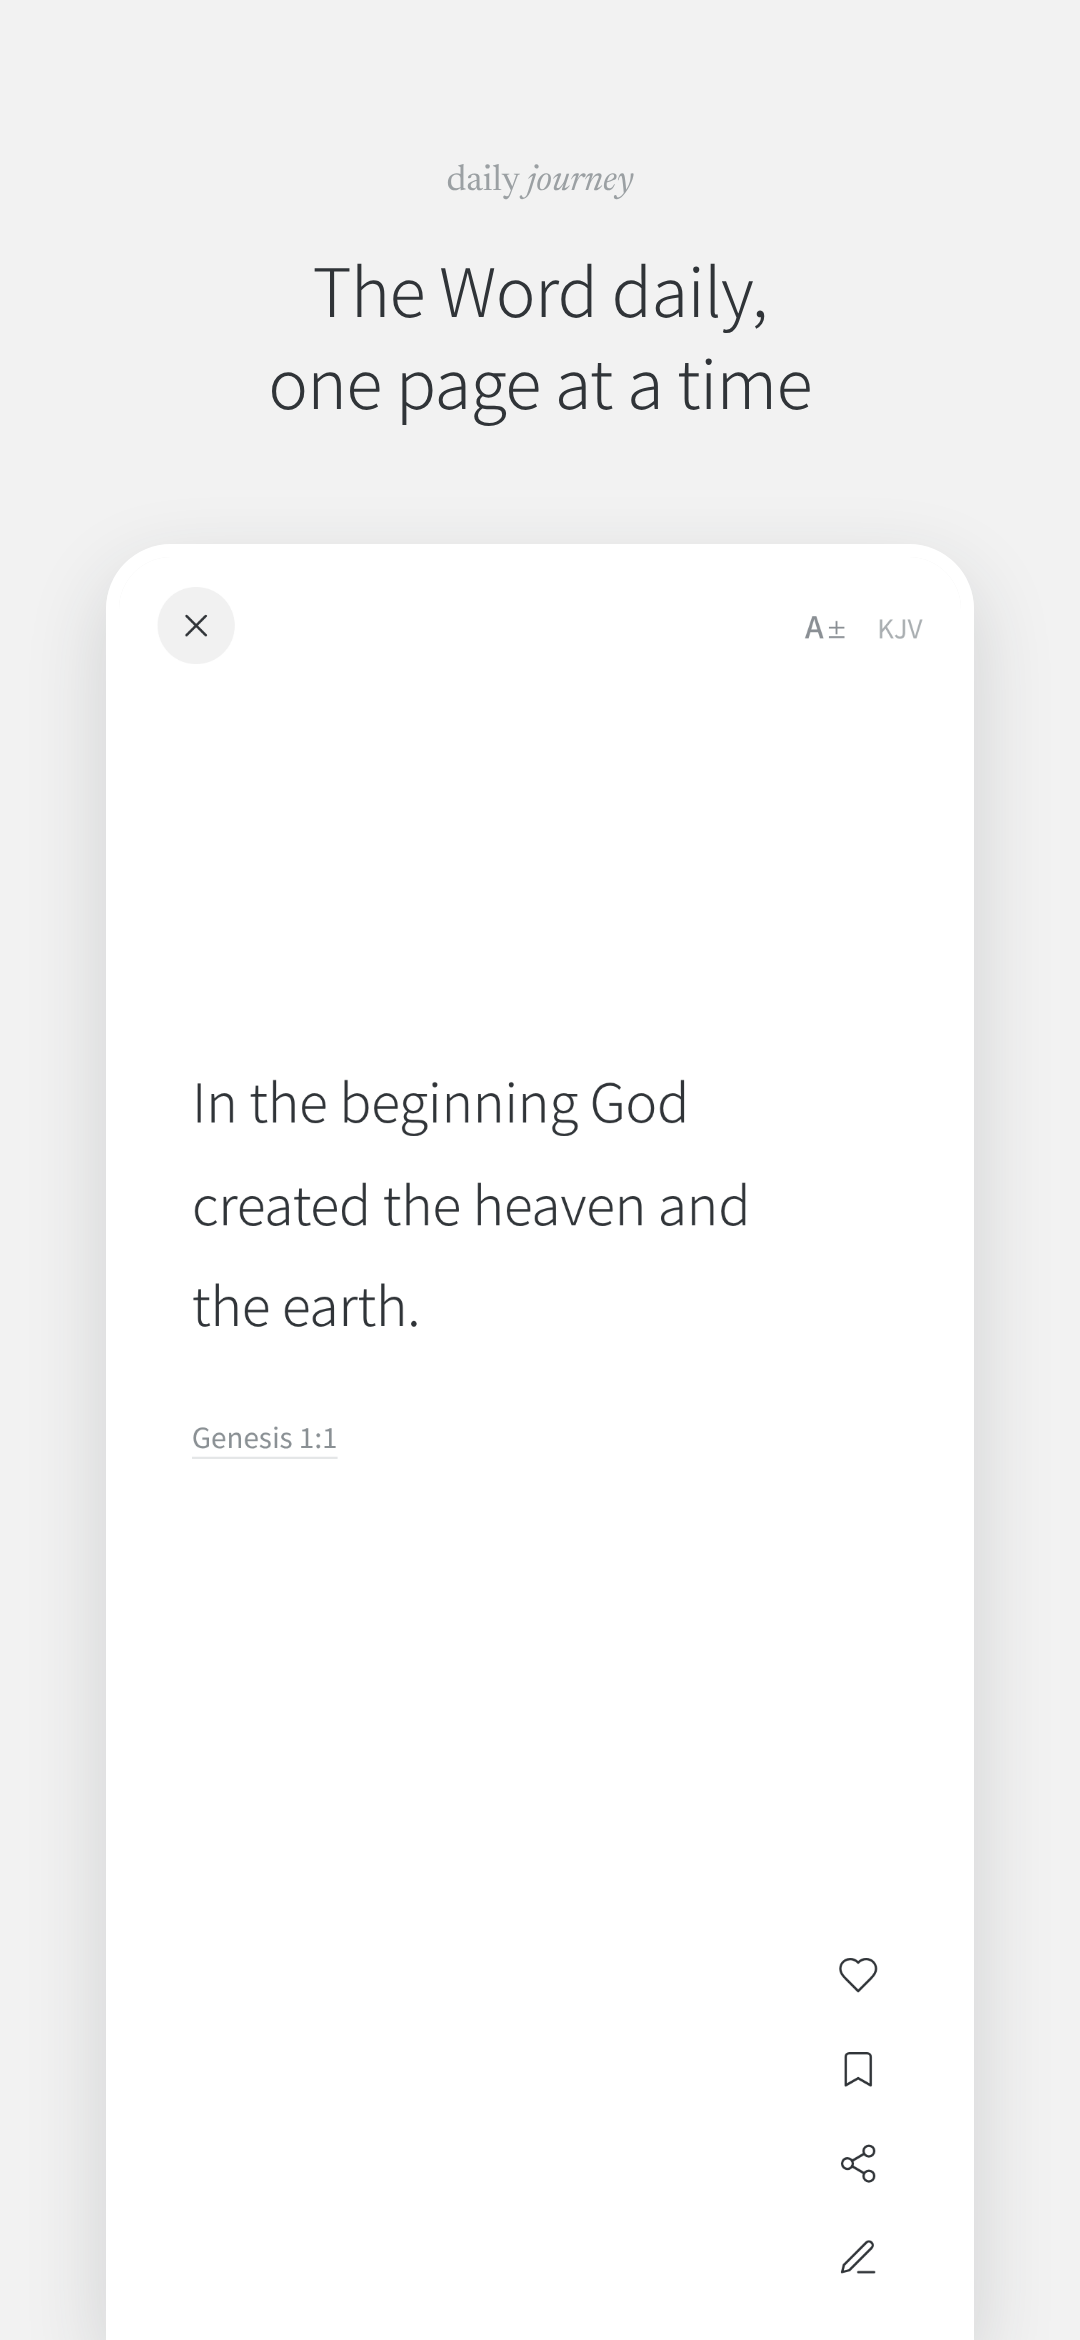 daily journey
The Word daily,
one page at a time
A± KJV
In the beginning God
created the heaven and
the earth.
Genesis 1:1